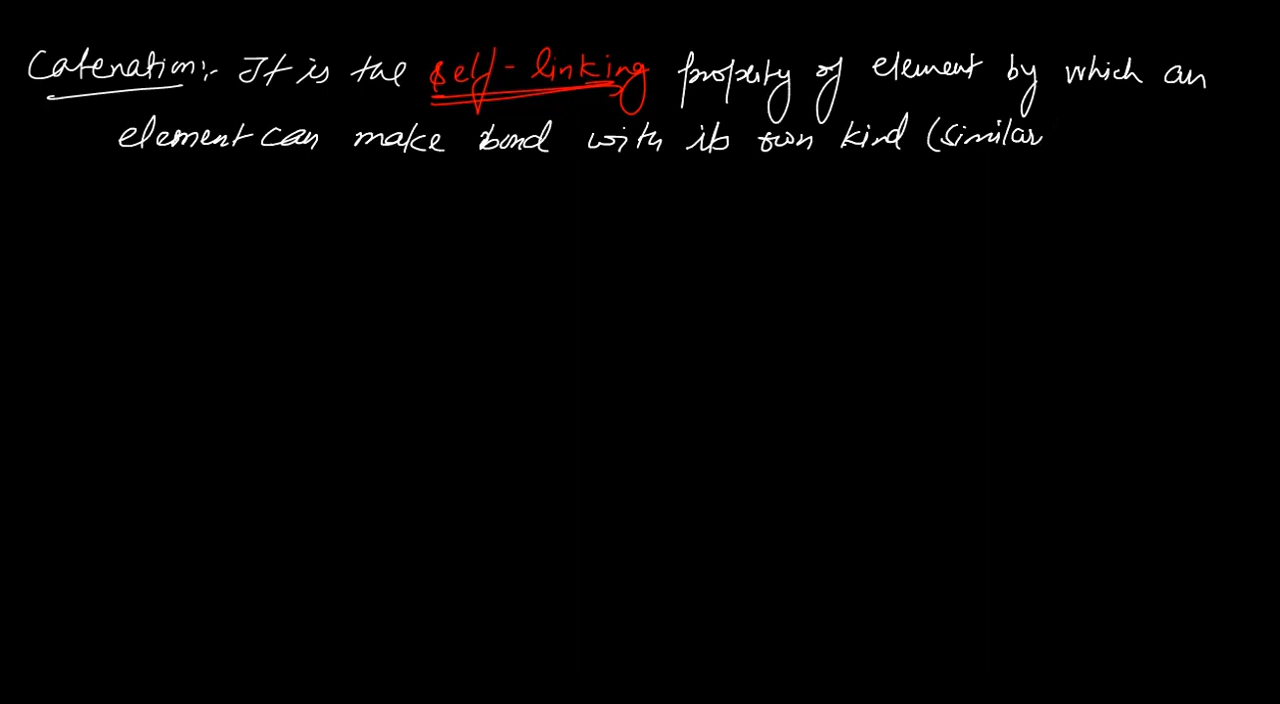 Catenation:- It is the self-linking property of element by which an
element can make bond with its own kind (similar